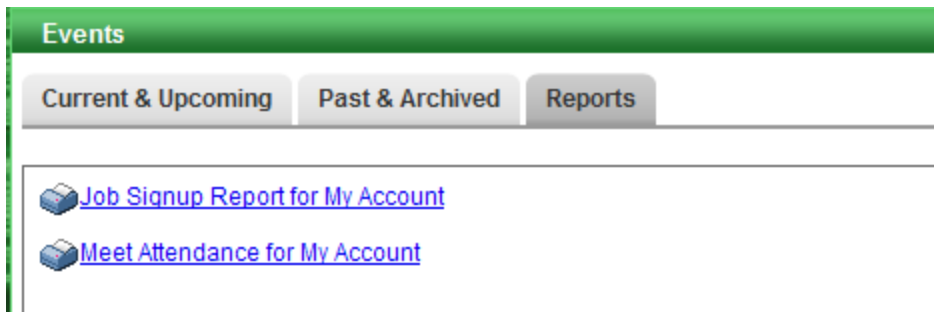 Events
Current & Upcoming Past & Archived Reports
Job Signup Report for My Account
Meet Attendance for My Account